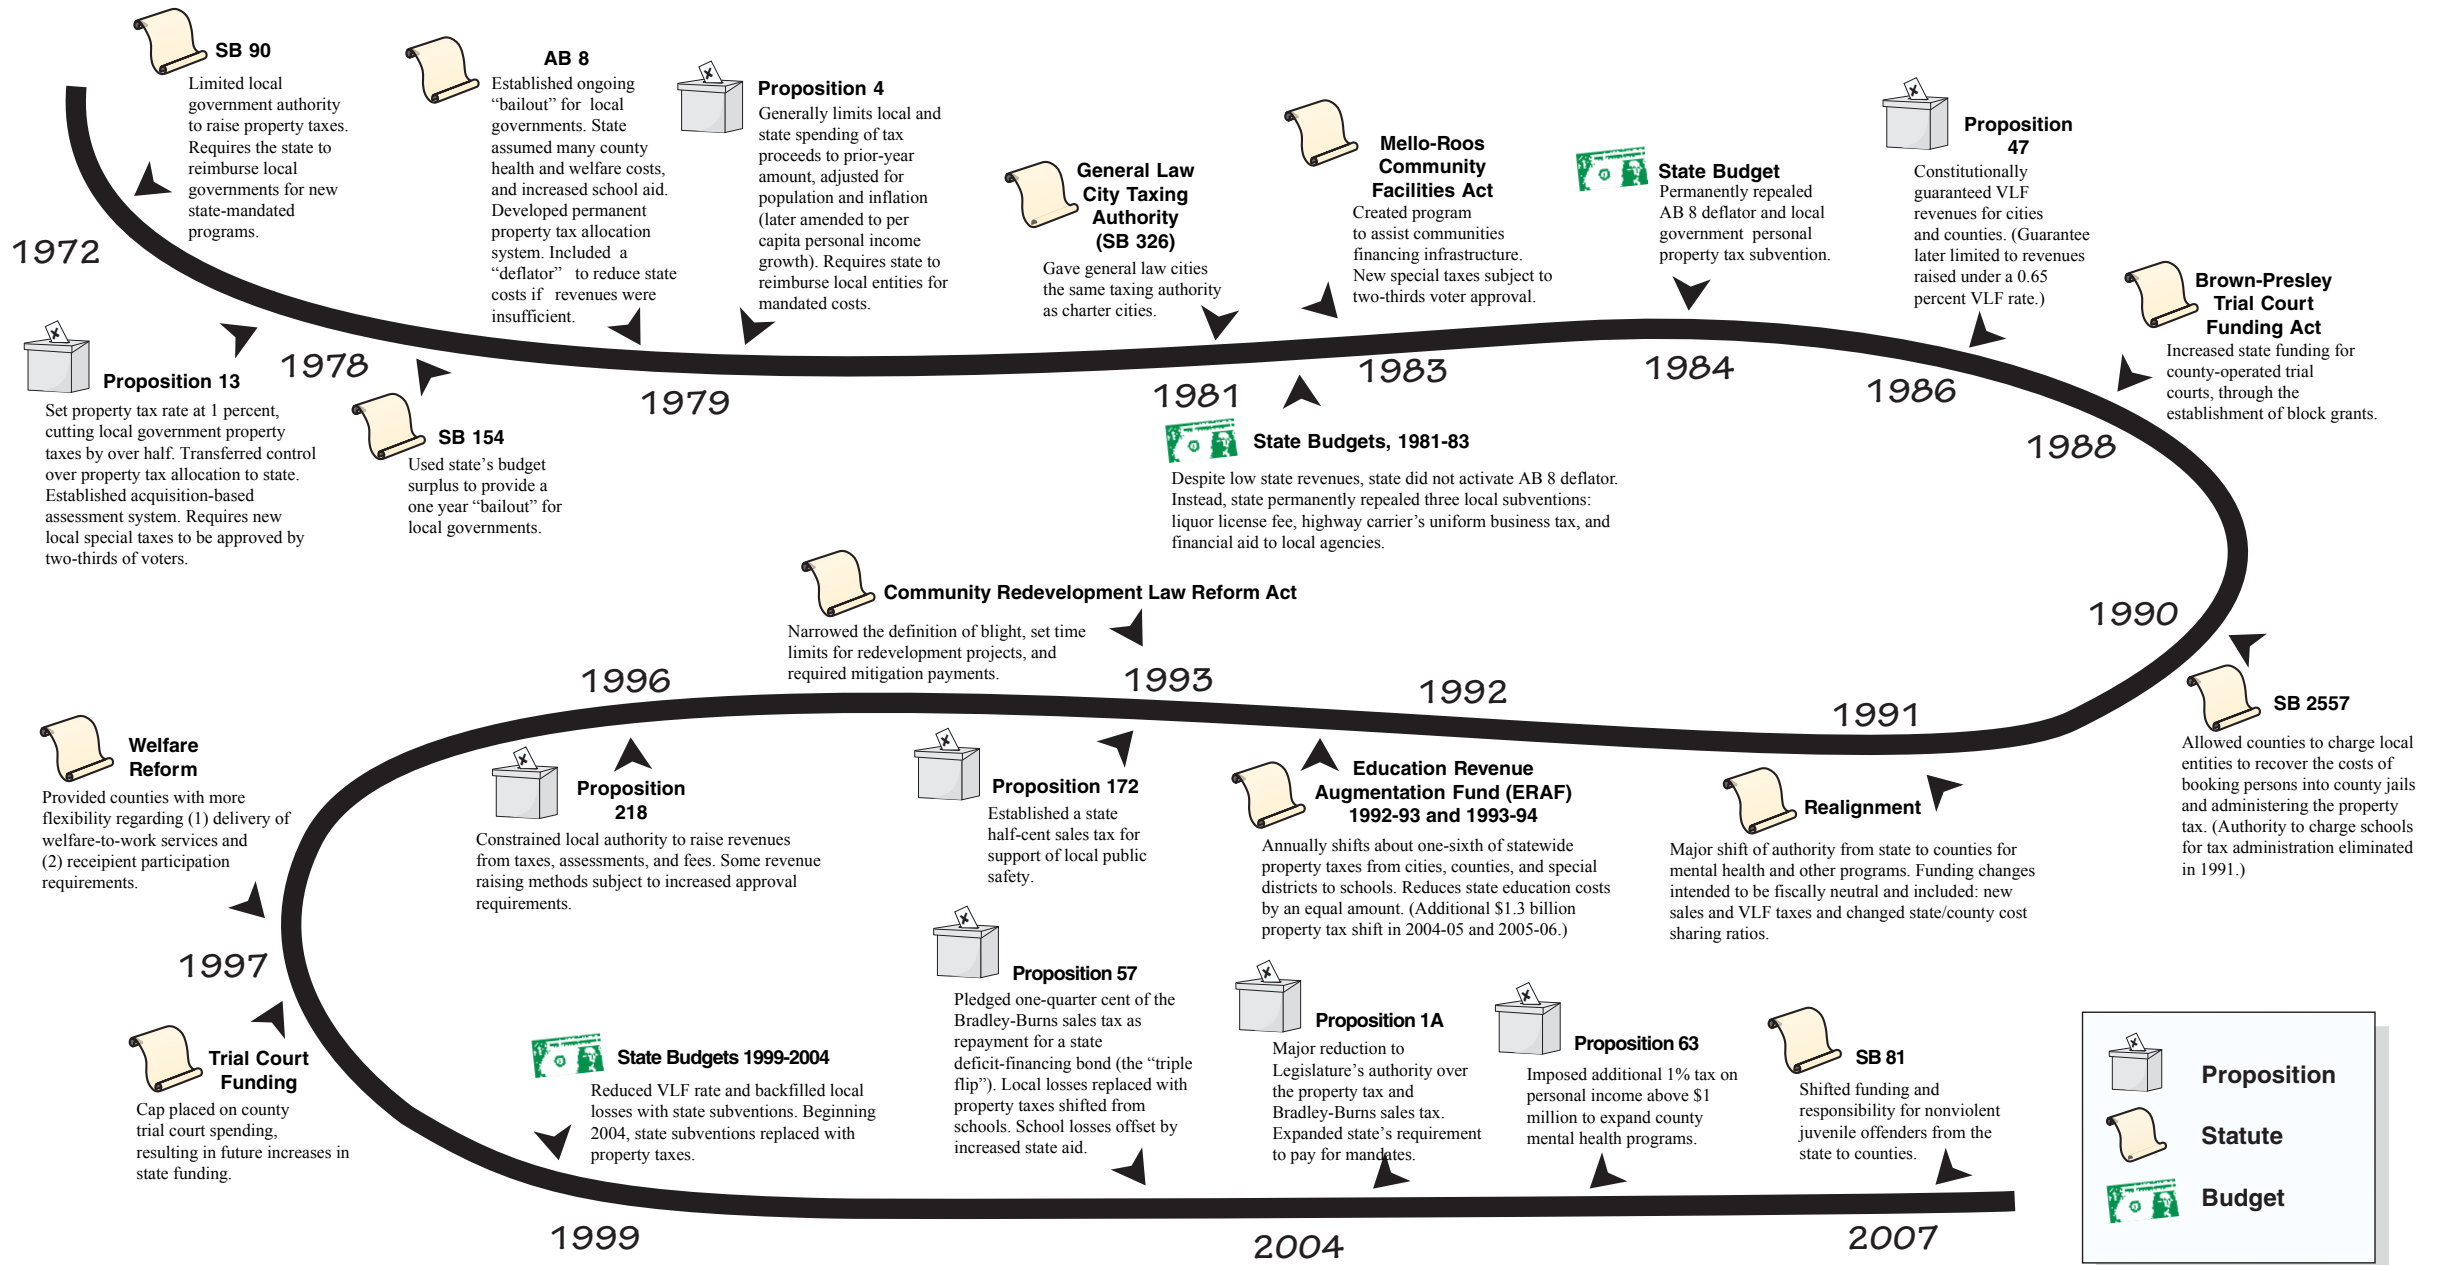 SB 90
Limited local
government authority
to raise property taxes.
Requires the state to
reimburse local
governments for new
state-mandated
programs.
1972
Proposition 13
Set property tax rate at 1 percent,
cutting local government property
taxes by over half. Transferred control
over property tax allocation to state.
Established acquisition-based
assessment system. Requires new
local special taxes to be approved by
two-thirds of voters.
1978
SB 154
Used state’s budget
surplus to provide a
one year “bailout” for
local governments.
AB 8
Established ongoing
“bailout” for local
governments. State
assumed many county
health and welfare costs,
and increased school aid.
Developed permanent
property tax allocation
system. Included a
“deflator” to reduce state
costs if revenues were
insufficient.
1979
Proposition 4
Generally limits local and
state spending of tax
proceeds to prior-year
amount, adjusted for
population and inflation
(later amended to per
capita personal income
growth). Requires state to
reimburse local entities for
mandated costs.
General Law
City Taxing
Authority
(SB 326)
Gave general law cities
the same taxing authority
as charter cities.
1981
State Budgets, 1981-83
Despite low state revenues, state did not activate AB 8 deflator.
Instead, state permanently repealed three local subventions:
liquor license fee, highway carrier’s uniform business tax, and
financial aid to local agencies.
Mello-Roos
Community
Facilities Act
Created program
to assist communities
financing infrastructure.
New special taxes subject to
two-thirds voter approval.
1983
State Budget
Permanently repealed
AB 8 deflator and local
government personal
property tax subvention.
1984
Proposition
47
Constitutionally
guaranteed VLF
revenues for cities
and counties. (Guarantee
later limited to revenues
raised under a 0.65
percent VLF rate.)
1986
Brown-Presley
Trial Court
Funding Act
Increased state funding for
county-operated trial
courts, through the
establishment of block grants.
1988
1990
SB 2557
Allowed counties to charge local
entities to recover the costs of
booking persons into county jails
and administering the property
tax. (Authority to charge schools
for tax administration eliminated
in 1991.)
1991
Realignment
Major shift of authority from state to counties for
mental health and other programs. Funding changes
intended to be fiscally neutral and included: new
sales and VLF taxes and changed state/county cost
sharing ratios.
1992
Education Revenue
Augmentation Fund (ERAF)
1992-93 and 1993-94
Annually shifts about one-sixth of statewide
property taxes from cities, counties, and special
districts to schools. Reduces state education costs
by an equal amount. (Additional $1.3 billion
property tax shift in 2004-05 and 2005-06.)
Community Redevelopment Law Reform Act
Narrowed the definition of blight, set time
limits for redevelopment projects, and
required mitigation payments.
1993
Proposition 172
Established a state
half-cent sales tax for
support of local public
safety.
1996
Proposition
218
Constrained local authority to raise revenues
from taxes, assessments, and fees. Some revenue
raising methods subject to increased approval
requirements.
Welfare
Reform
Provided counties with more
flexibility regarding (1) delivery of
welfare-to-work services and
(2) receipient participation
requirements.
1997
Trial Court
Funding
Cap placed on county
trial court spending,
resulting in future increases in
state funding.
State Budgets 1999-2004
Reduced VLF rate and backfilled local
losses with state subventions. Beginning
2004, state subventions replaced with
property taxes.
1999
Proposition 57
Pledged one-quarter cent of the
Bradley-Burns sales tax as
repayment for a state
deficit-financing bond (the “triple
flip”). Local losses replaced with
property taxes shifted from
schools. School losses offset by
increased state aid.
Proposition 1A
Major reduction to
Legislature’s authority over
the property tax and
Bradley-Burns sales tax.
Expanded state’s requirement
to pay for mandates.
2004
Proposition 63
Imposed additional 1% tax on
personal income above $1
million to expand county
mental health programs.
SB 81
Shifted funding and
responsibility for nonviolent
juvenile offenders from the
state to counties.
2007
Proposition
Statute
Budget